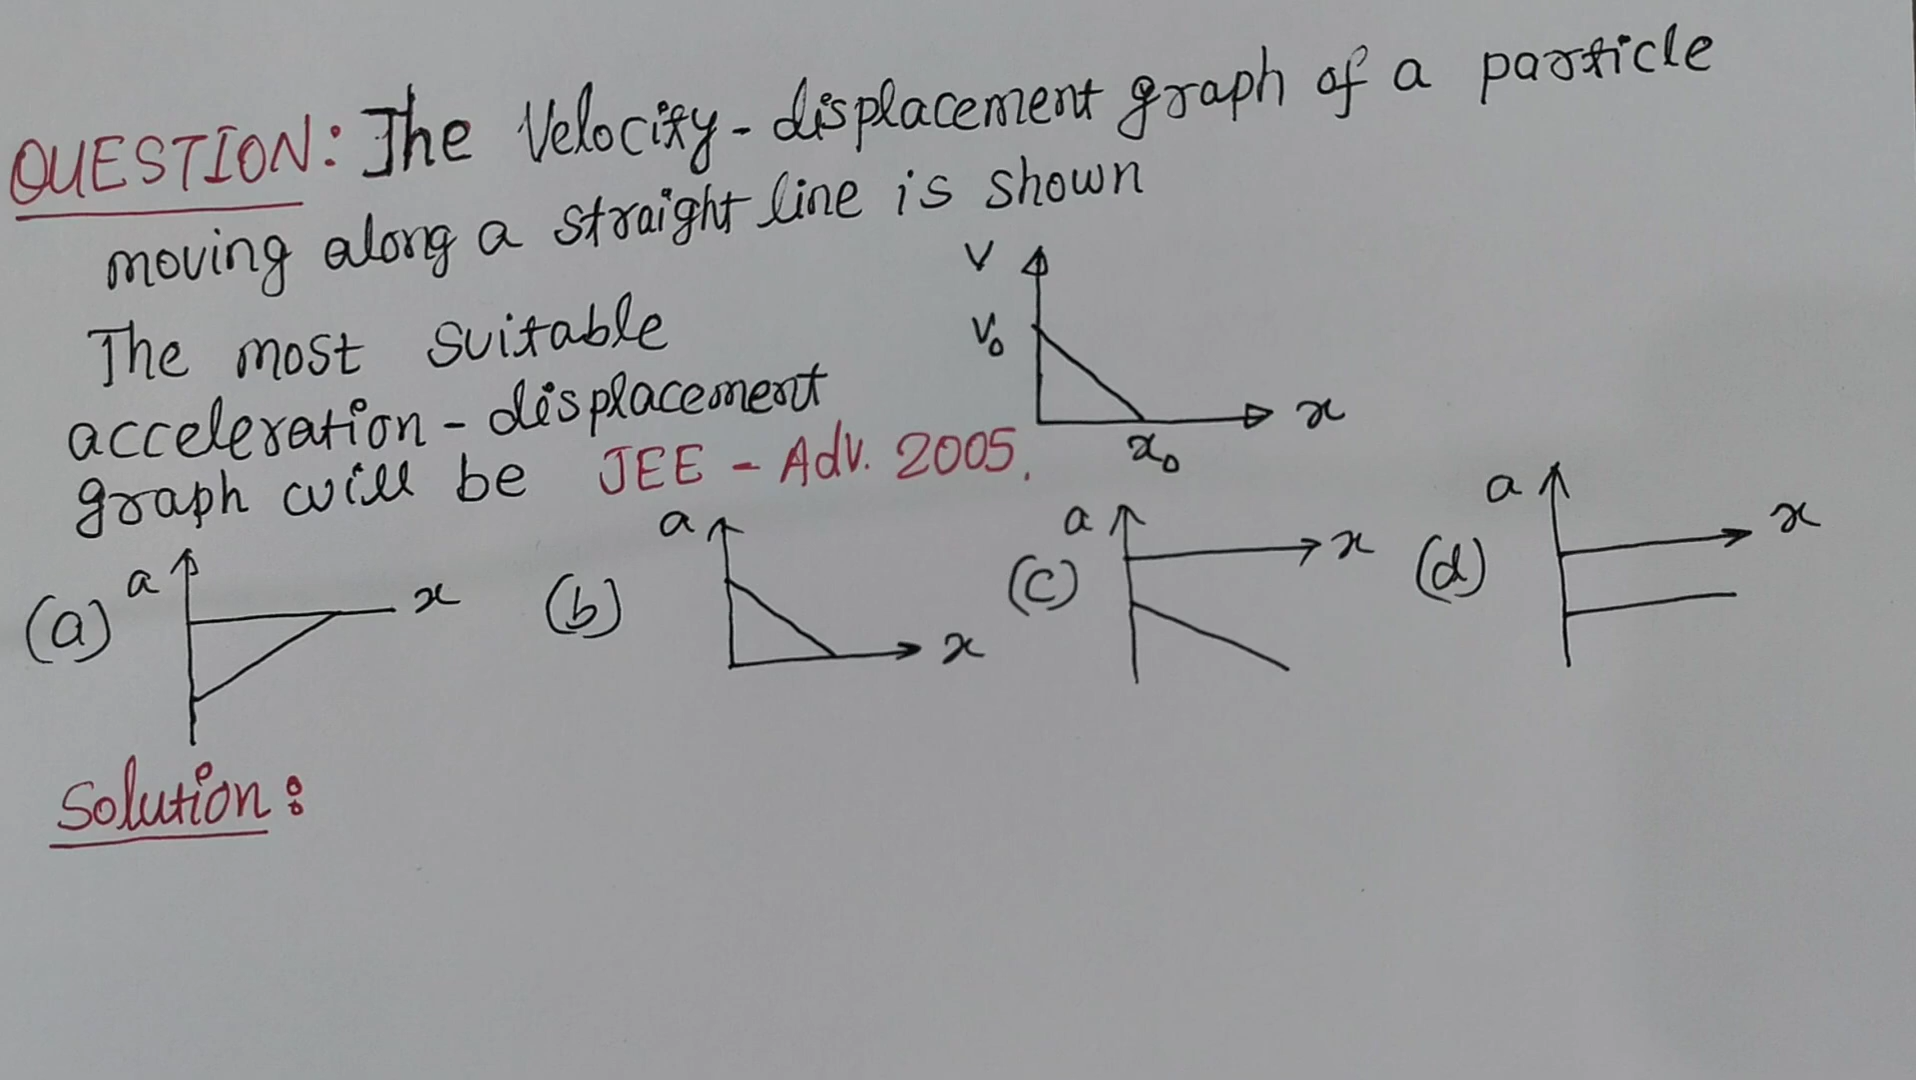 QUESTION: The Velocity - displacement graph of a particle
moving along a straight line is shown
The most suitable
acceleration - displacement
graph will be JEE - Adv. 2005.
V
V₀
x₀
x
(a) a x
(b) a x
(c) a x
(d) a x
Solution: